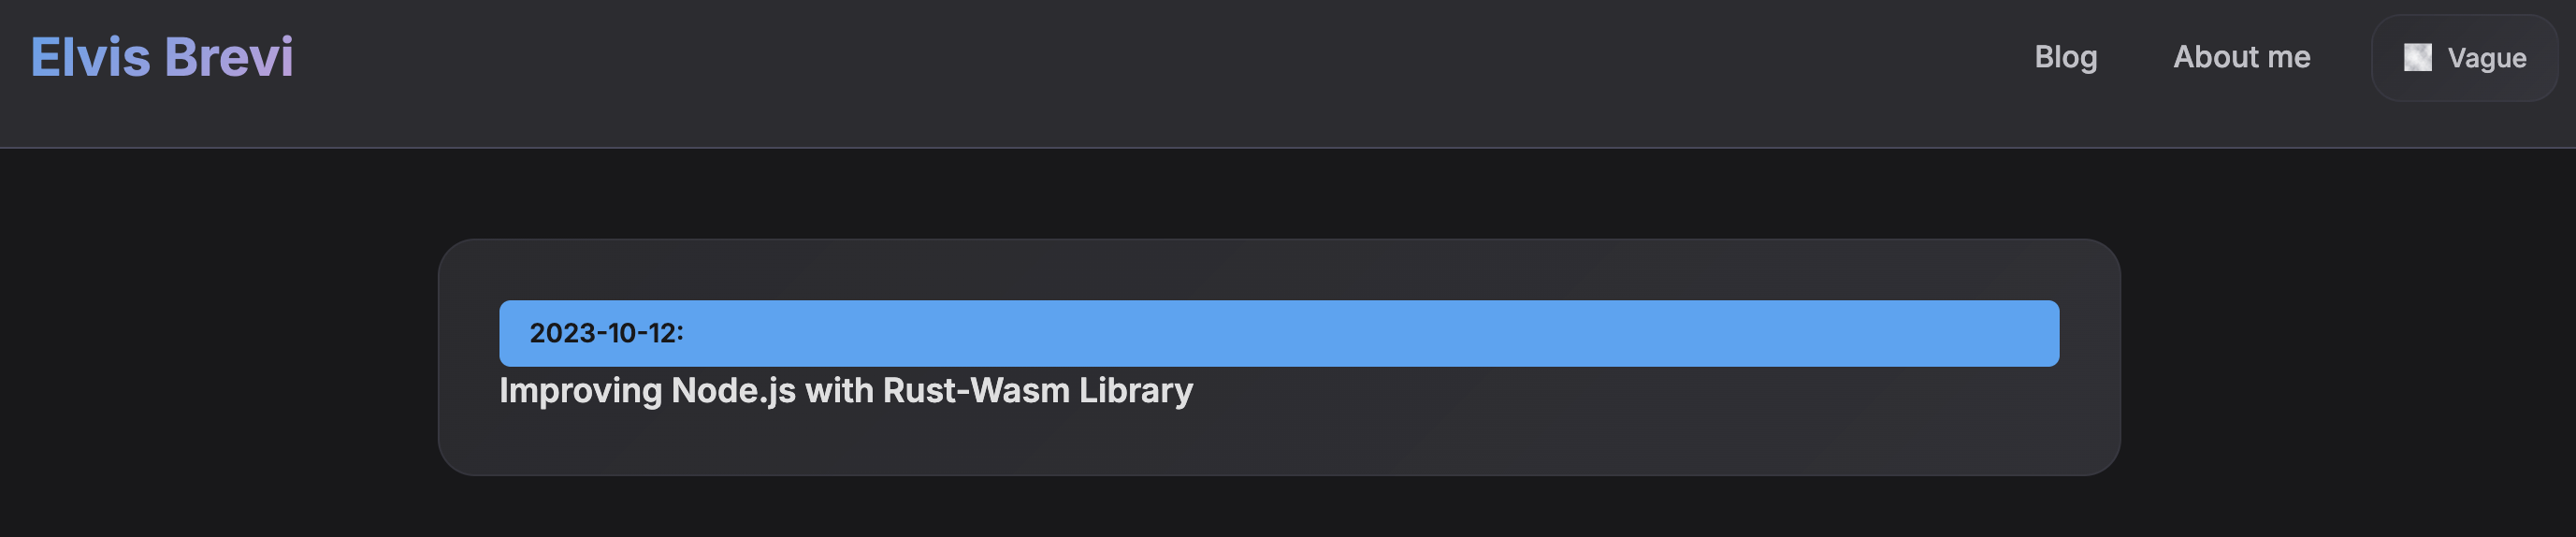 Elvis Brevi
Blog
About me
Vague
2023-10-12:
Improving Node.js with Rust-Wasm Library